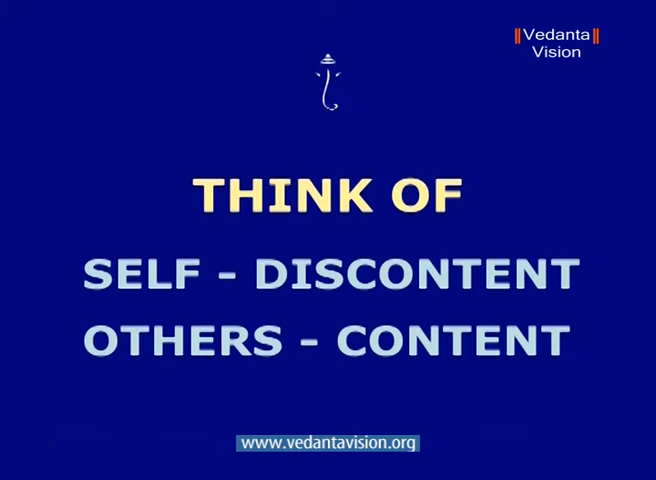 ‖Vedanta‖
Vision
THINK OF
SELF - DISCONTENT
OTHERS - CONTENT
www.vedantavision.org